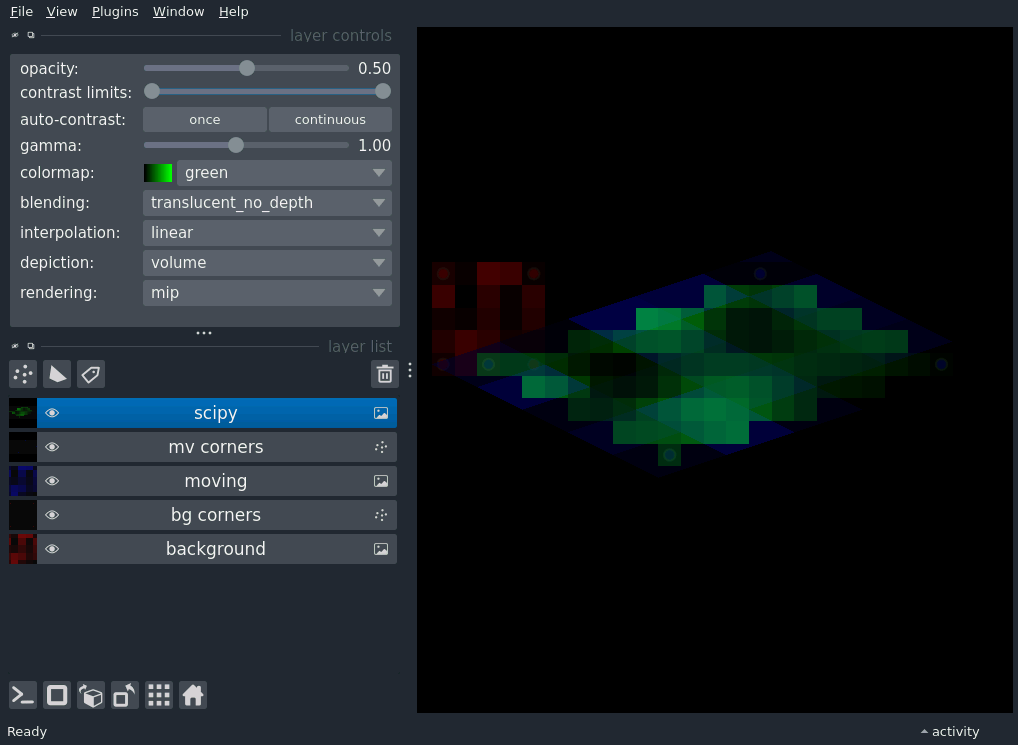 File View Plugins Window Help
layer controls
opacity: 0.50
contrast limits:
auto-contrast: once continuous
gamma: 1.00
colormap: green
blending: translucent_no_depth
interpolation: linear
depiction: volume
rendering: mip
layer list
scipy
mv corners
moving
bg corners
background
Ready activity